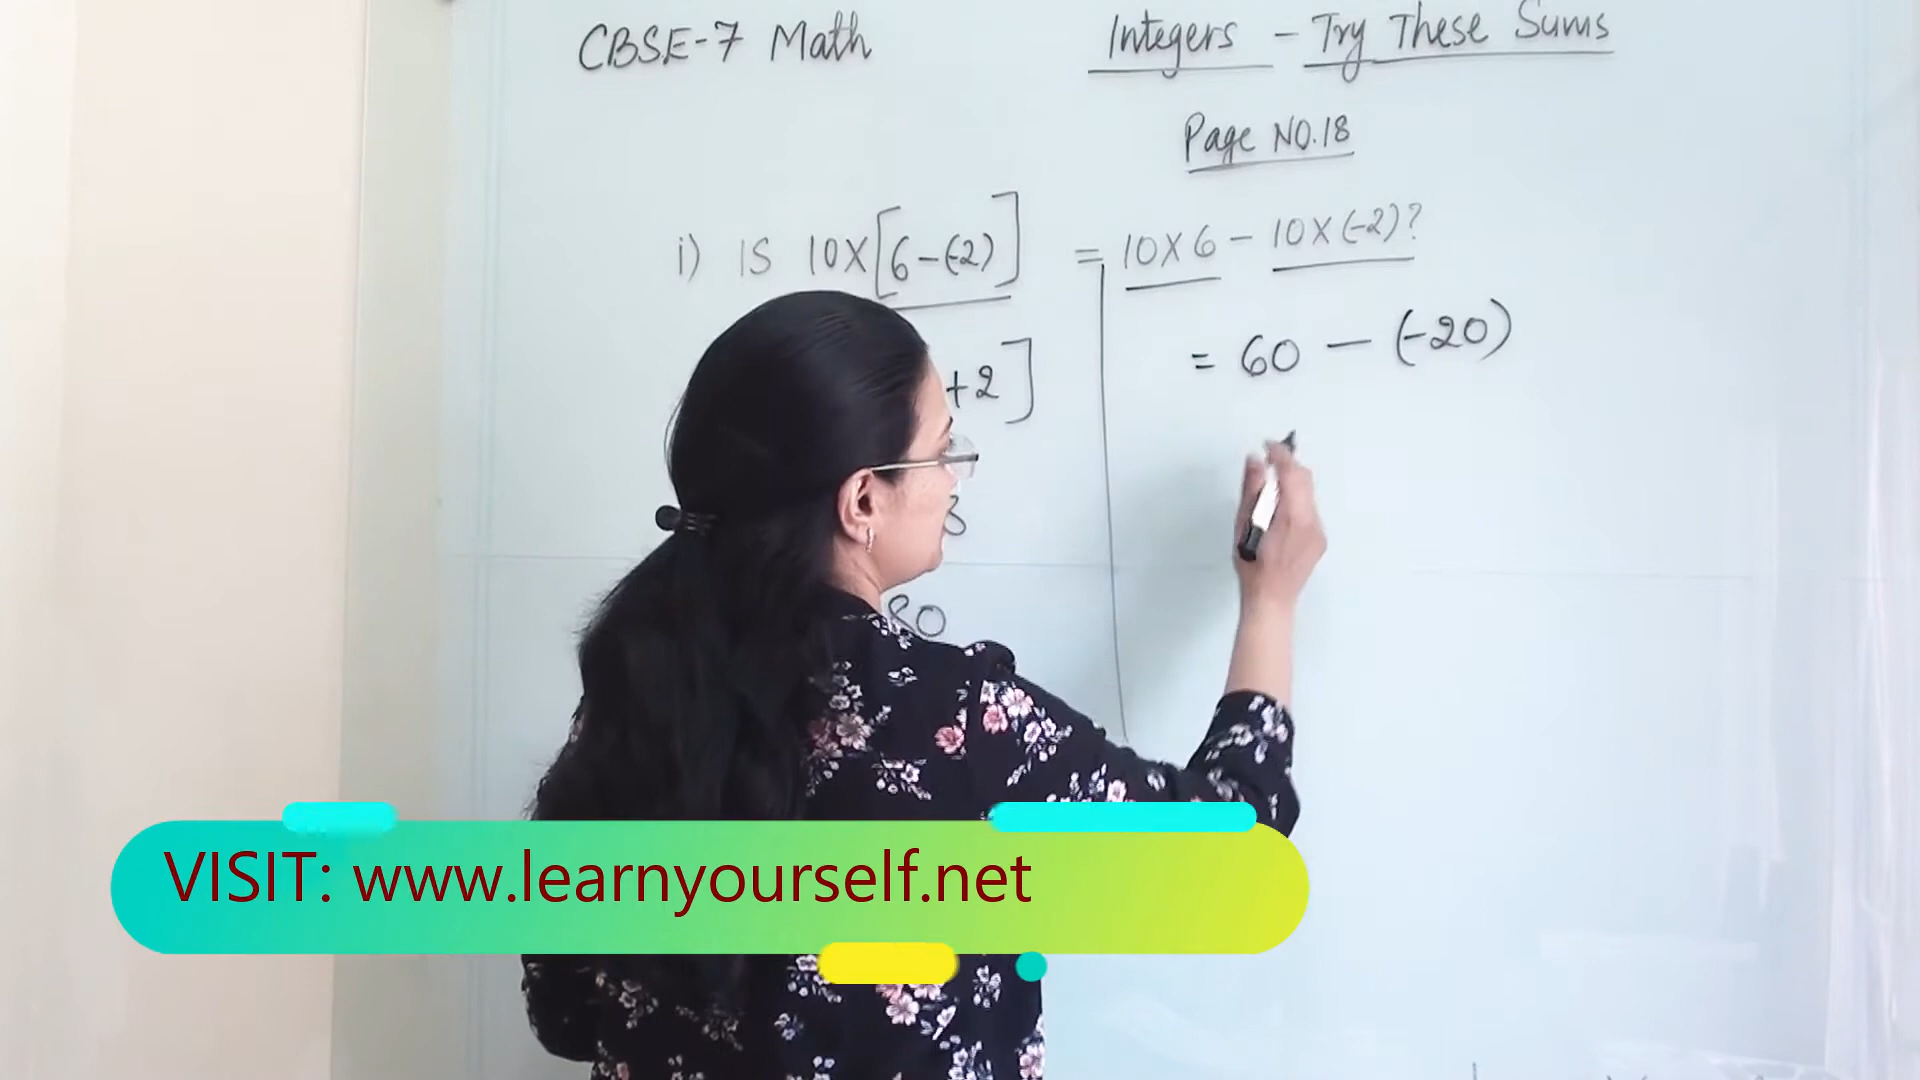 CBSE-7 Math
Integers - Try These Sums
Page NO.18
i) IS 10X[6-(-2)] = 10X6 - 10X(-2)?
+2]
= 60 - (-20)
80
VISIT: www.learnyourself.net